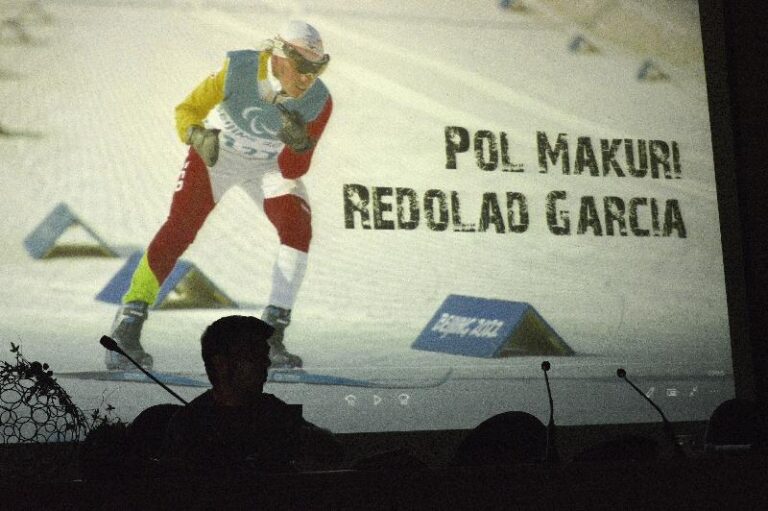 POL MAKURI
REDOLAD GARCIA
BEIJING 2022